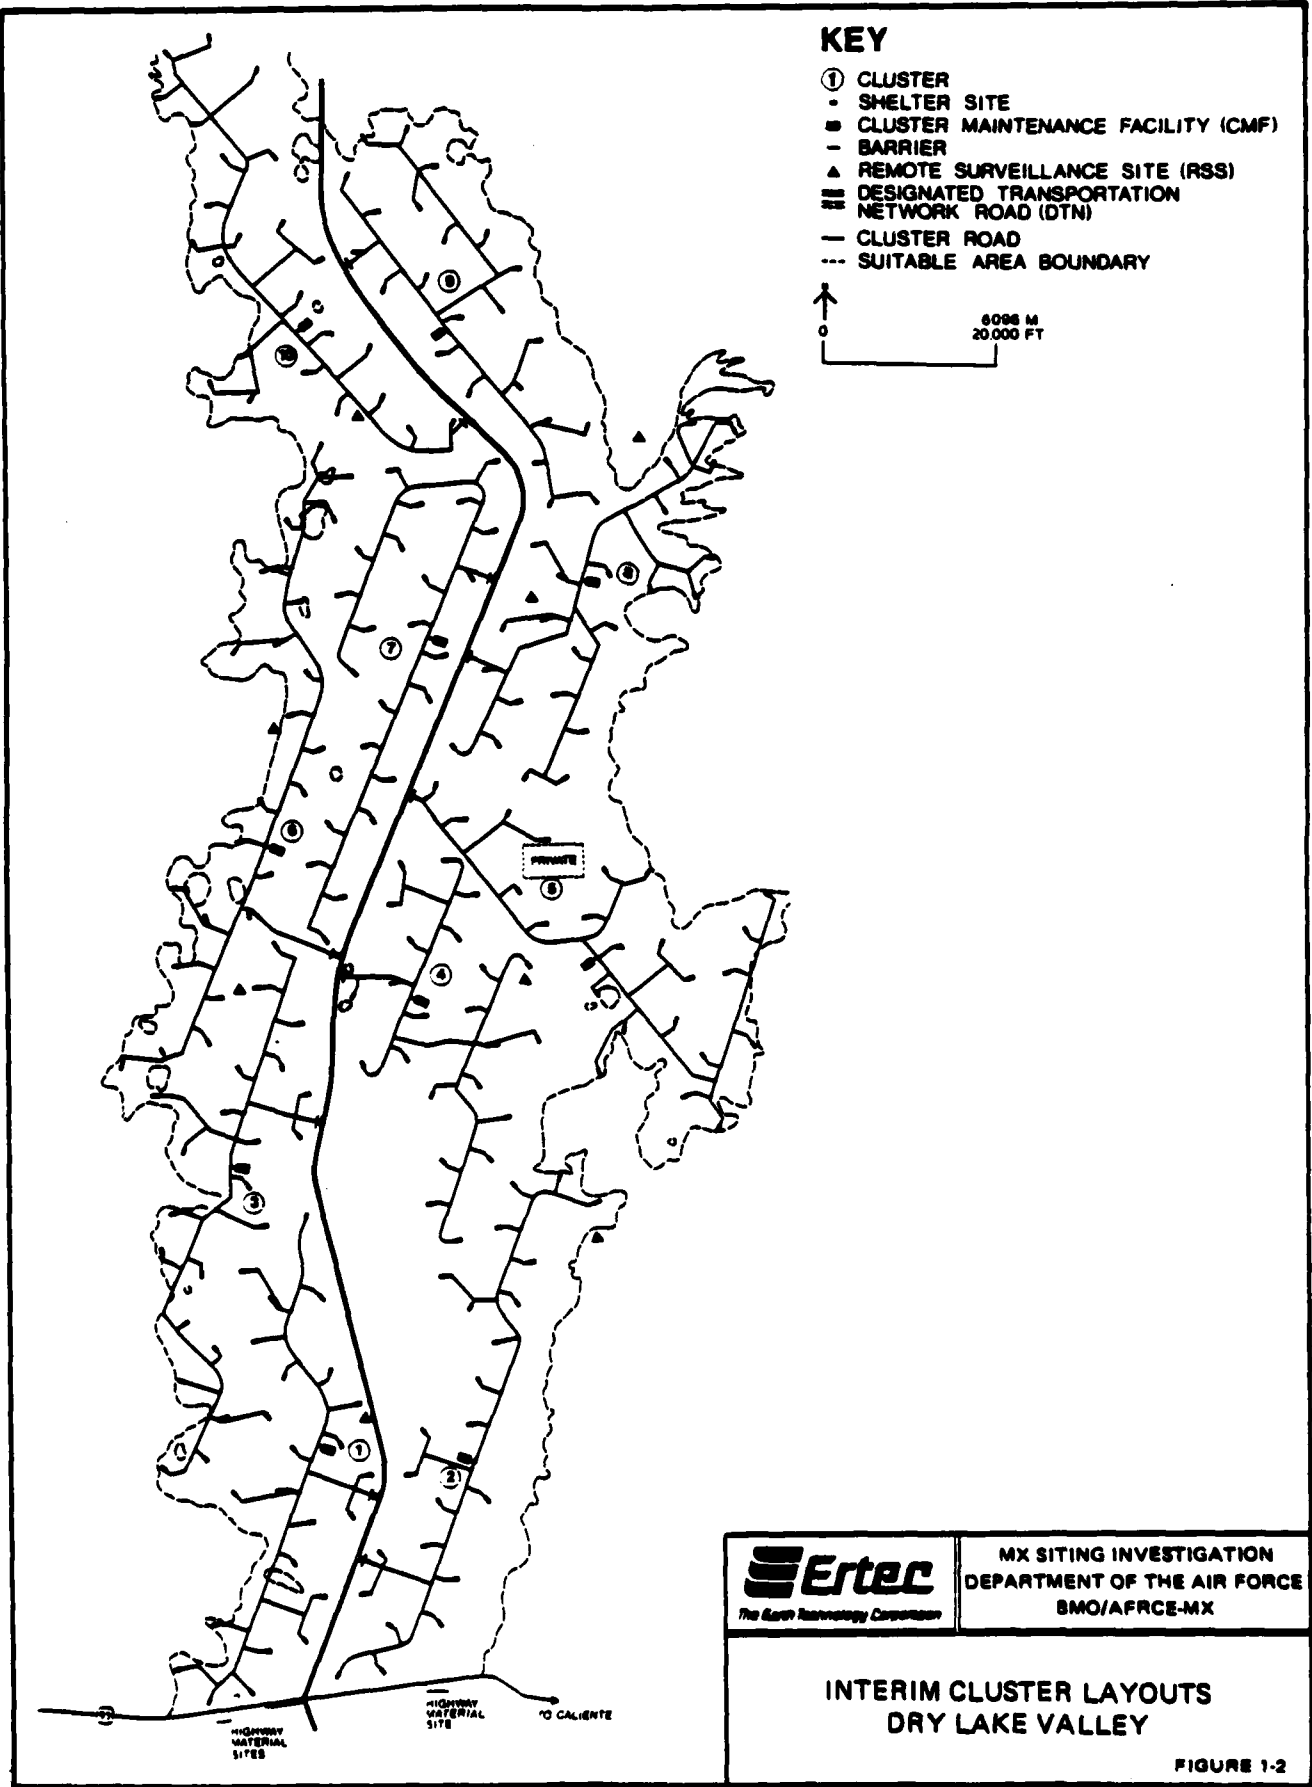 KEY
1 CLUSTER
SHELTER SITE
CLUSTER MAINTENANCE FACILITY (CMF)
BARRIER
REMOTE SURVEILLANCE SITE (RSS)
DESIGNATED TRANSPORTATION
NETWORK ROAD (DTN)
CLUSTER ROAD
SUITABLE AREA BOUNDARY
0
6096 M
20,000 FT
9
10
8
7
6
PRIVATE
5
4
3
1
2
HIGHWAY
MATERIAL
SITE
TO CALIENTE
HIGHWAY
MATERIAL
SITES
Ertec
The Earth Technology Corporation
MX SITING INVESTIGATION
DEPARTMENT OF THE AIR FORCE
BMO/AFRCE-MX
INTERIM CLUSTER LAYOUTS
DRY LAKE VALLEY
FIGURE 1-2